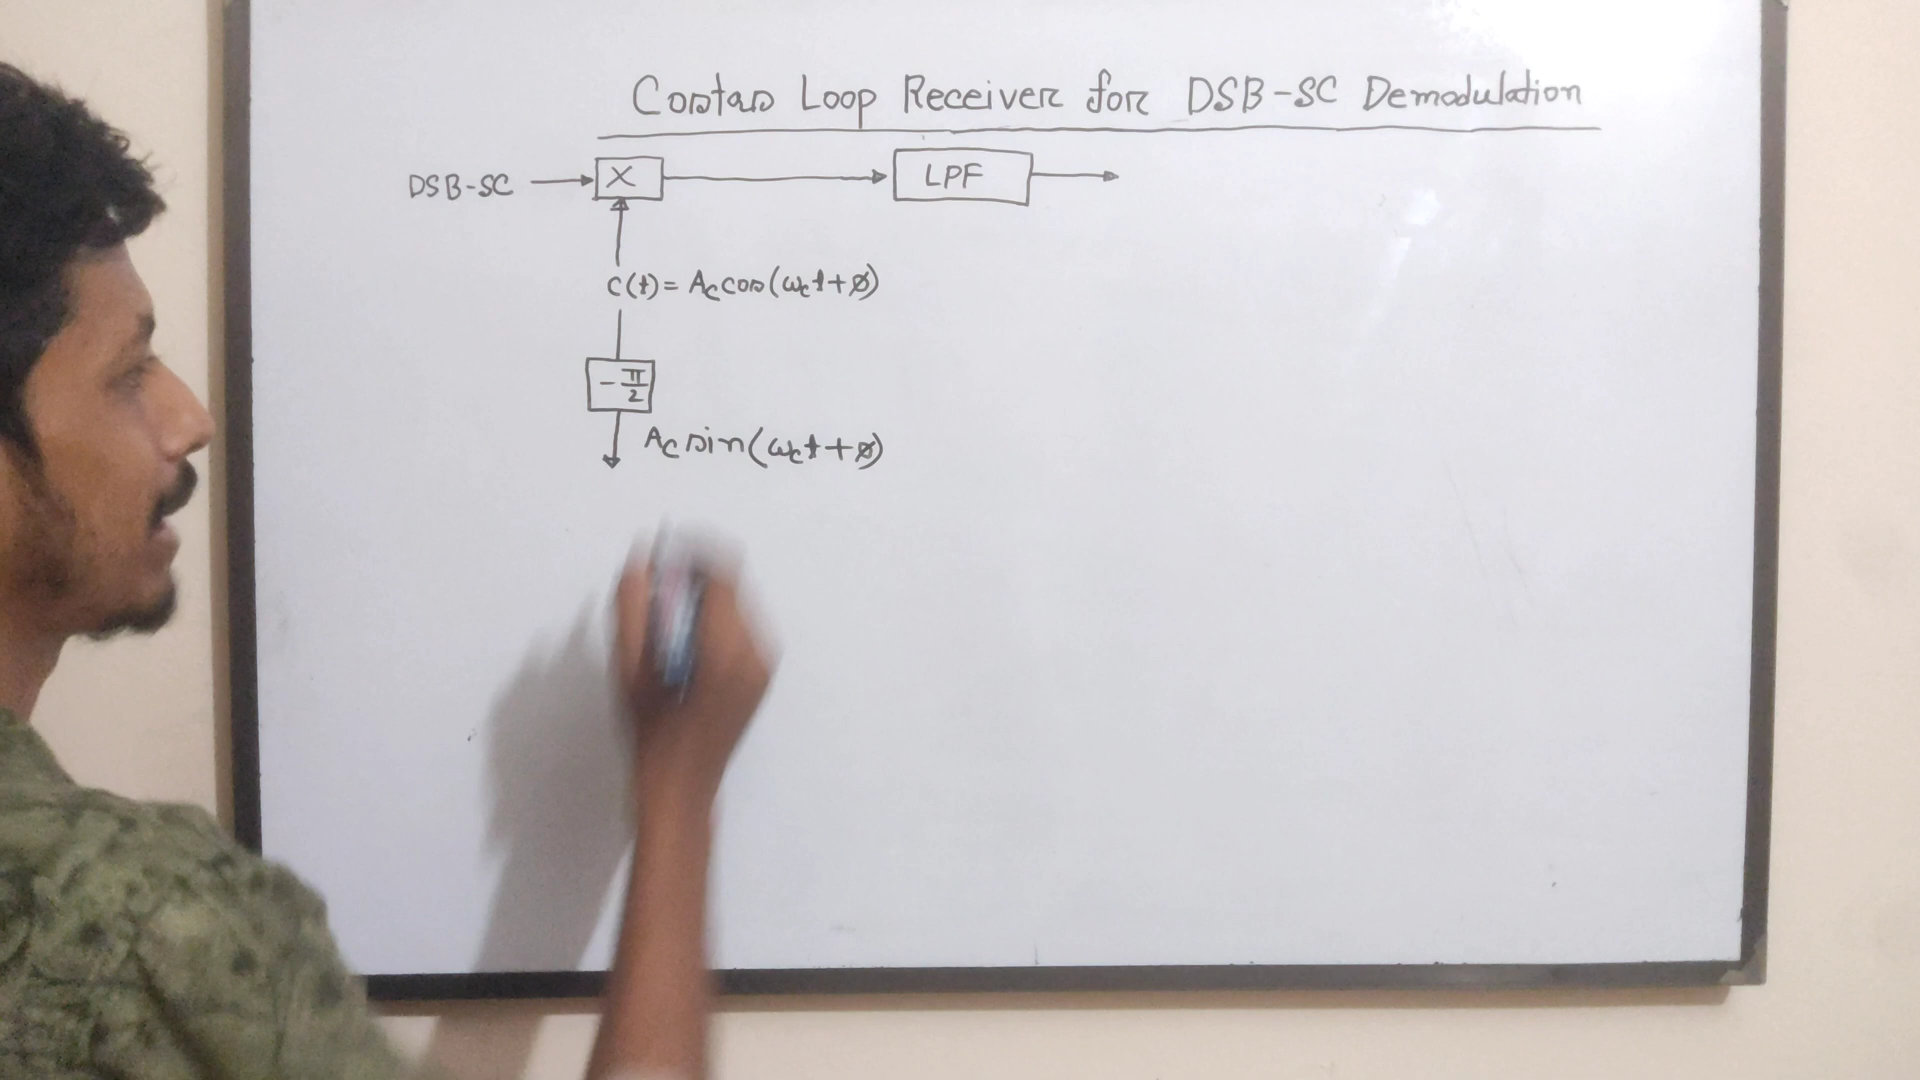 Costas Loop Receiver for DSB-SC Demodulation
DSB-SC
X
LPF
c(t) = Ac cos(ωct+ø)
-π/2
Ac sin(ωct+ø)